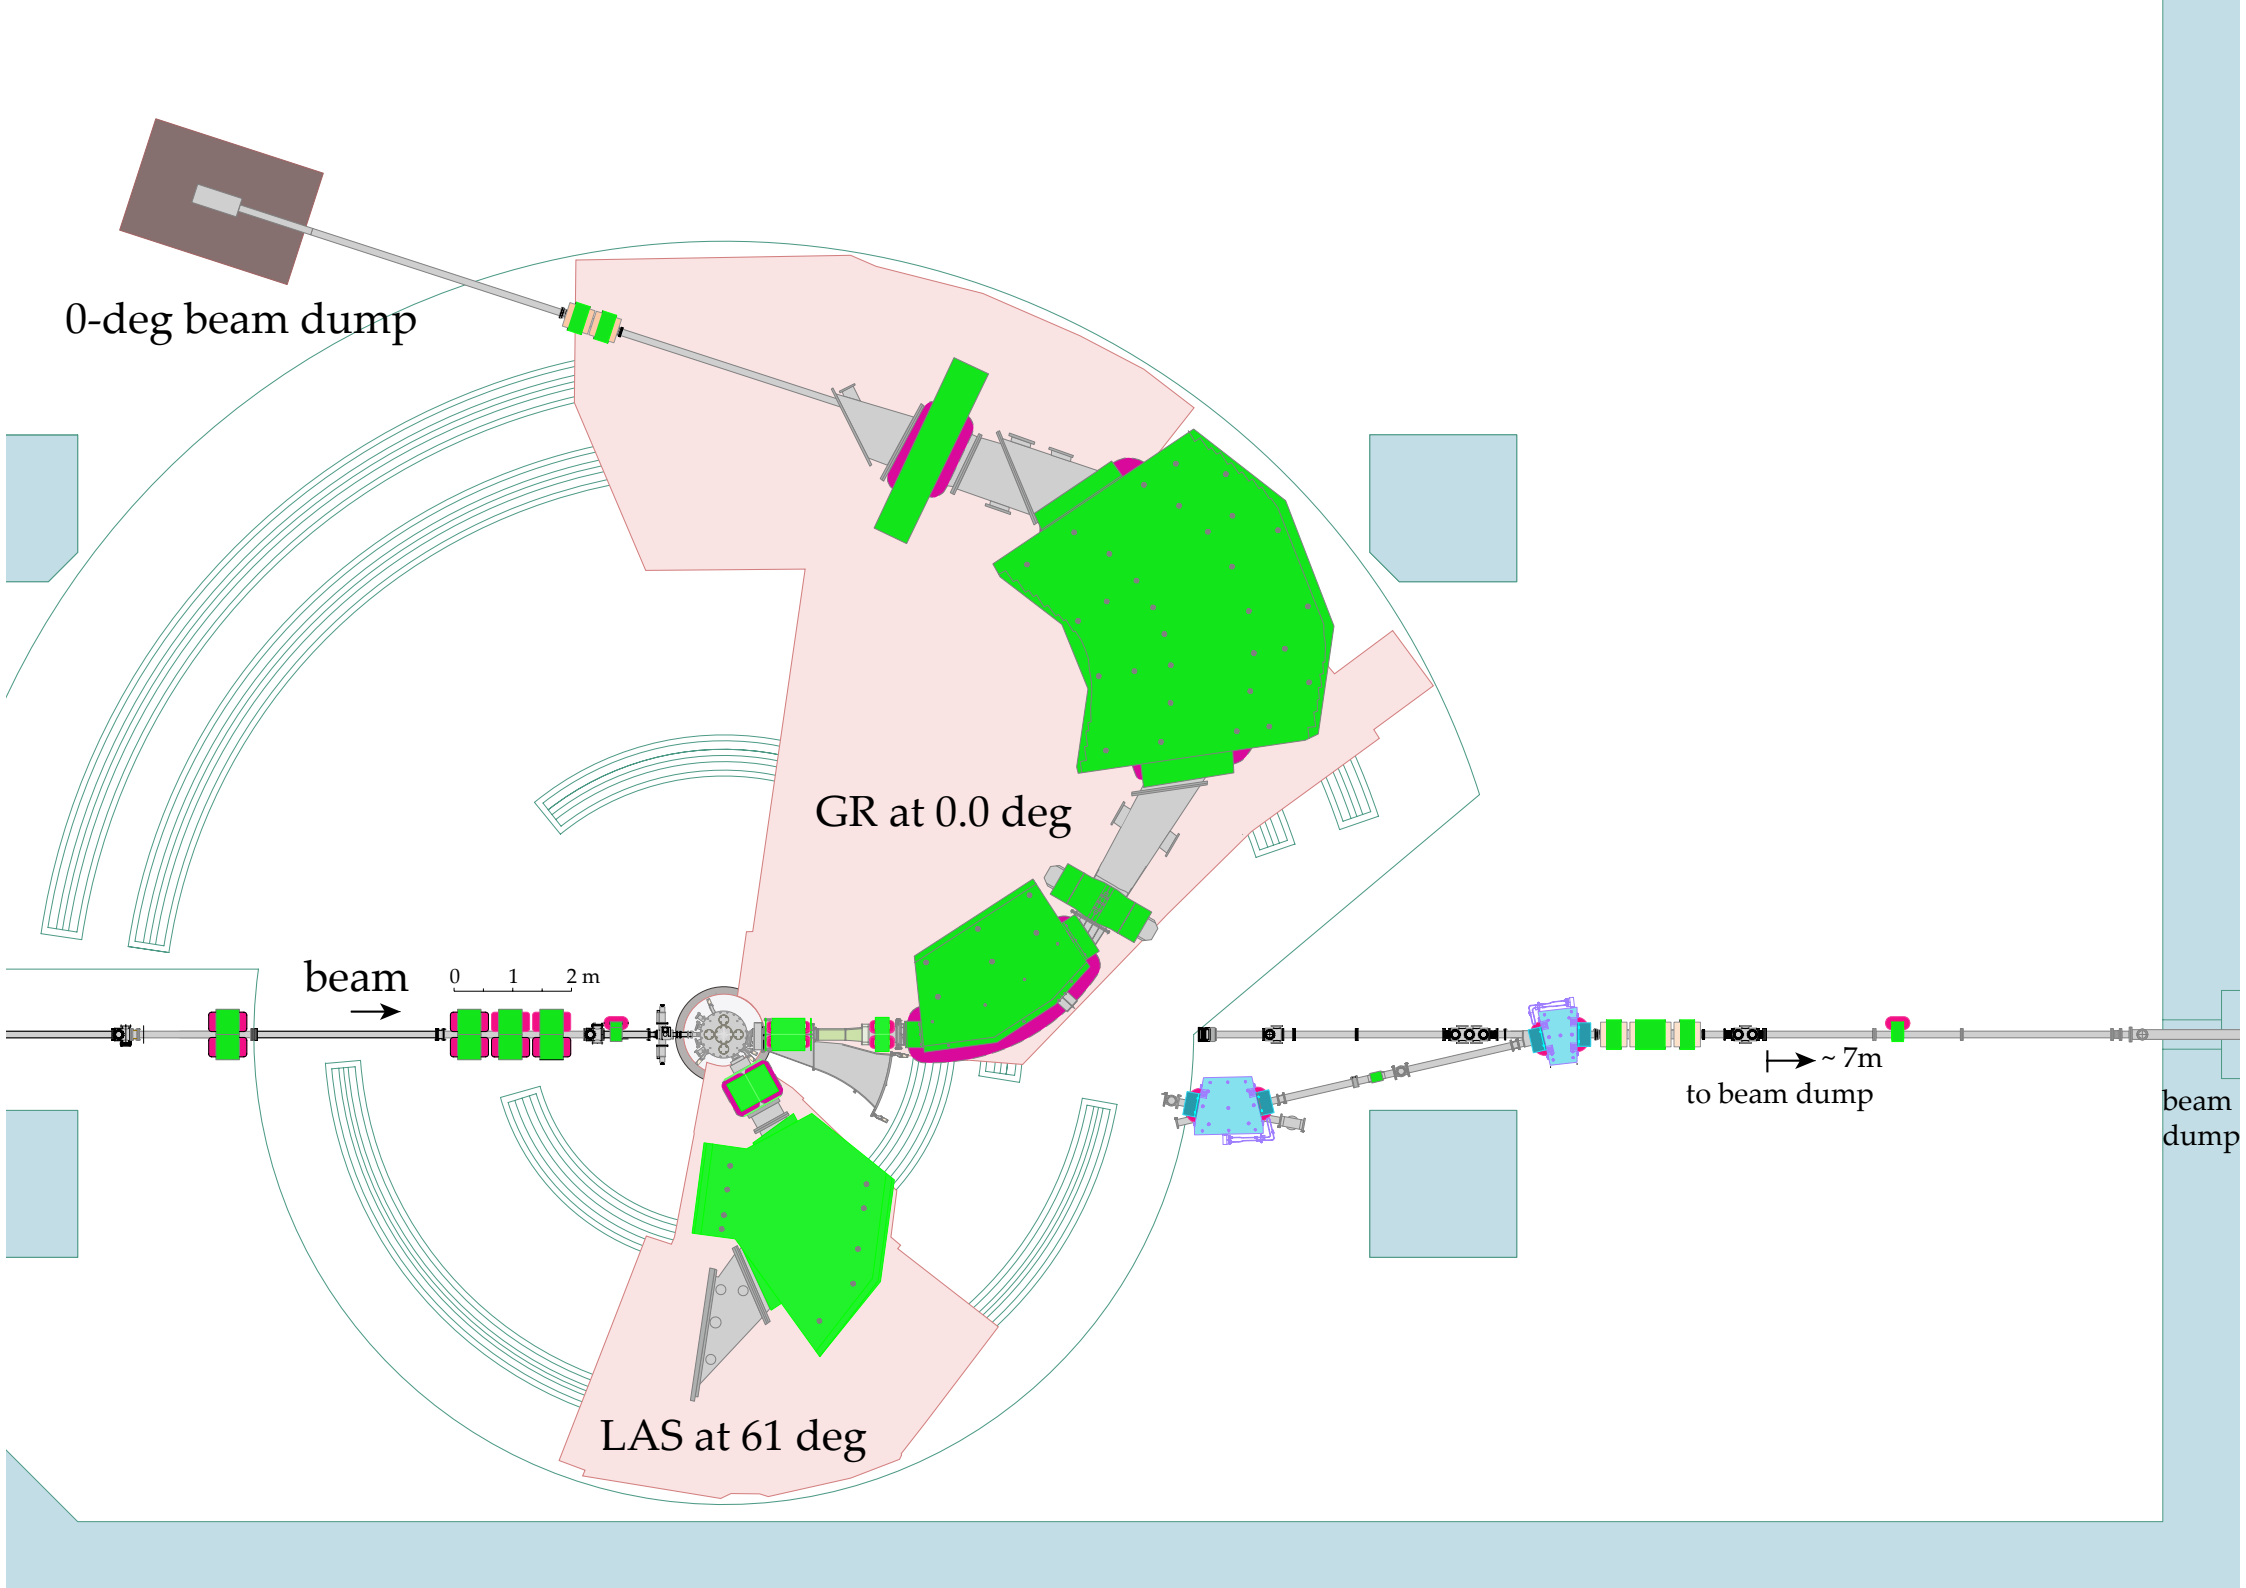 0-deg beam dump
GR at 0.0 deg
beam
0 1 2 m
~ 7m
to beam dump
beam
dump
LAS at 61 deg